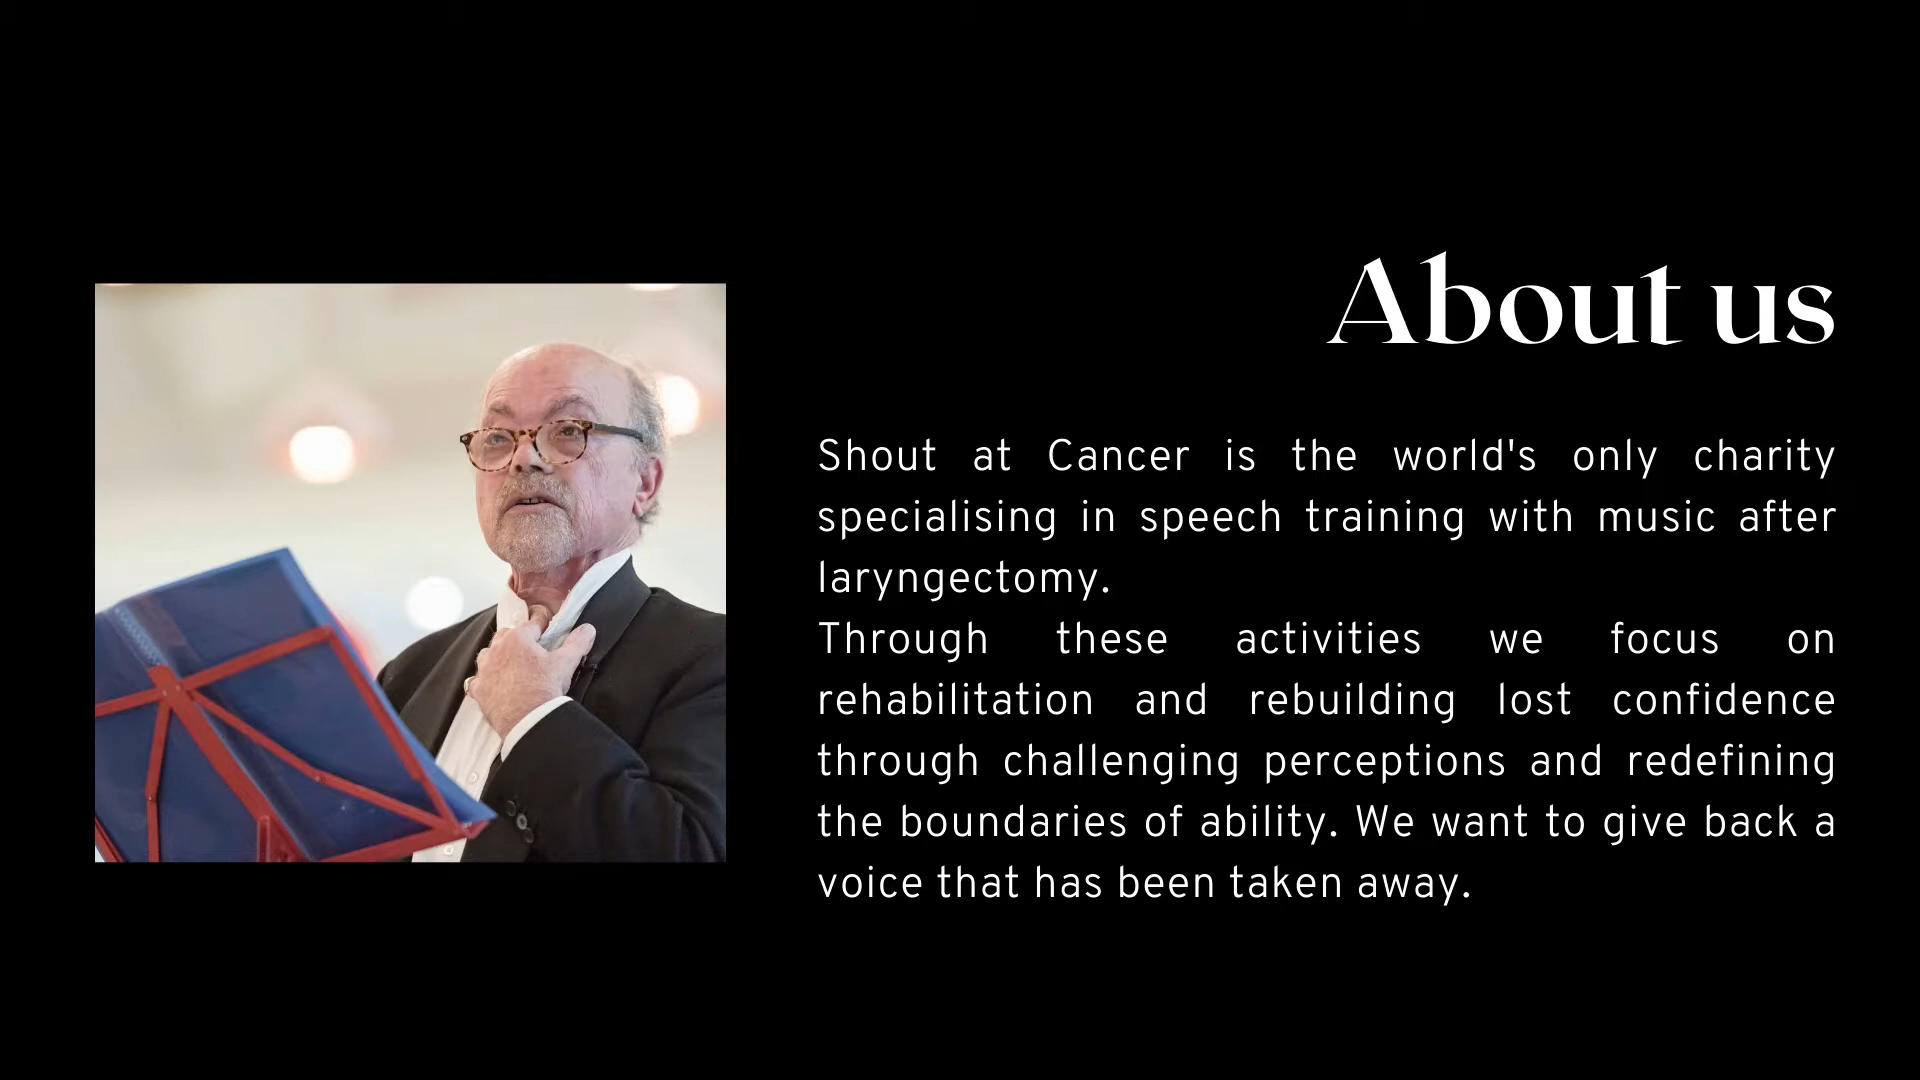 About us
Shout at Cancer is the world's only charity
specialising in speech training with music after
laryngectomy.
Through these activities we focus on
rehabilitation and rebuilding lost confidence
through challenging perceptions and redefining
the boundaries of ability. We want to give back a
voice that has been taken away.